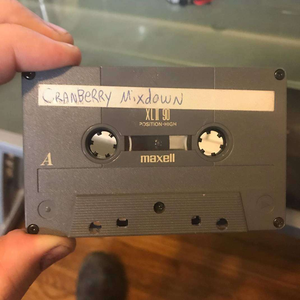 CRANBERRY MIXDOWN
XLII 90
POSITION-HIGH
A
maxell